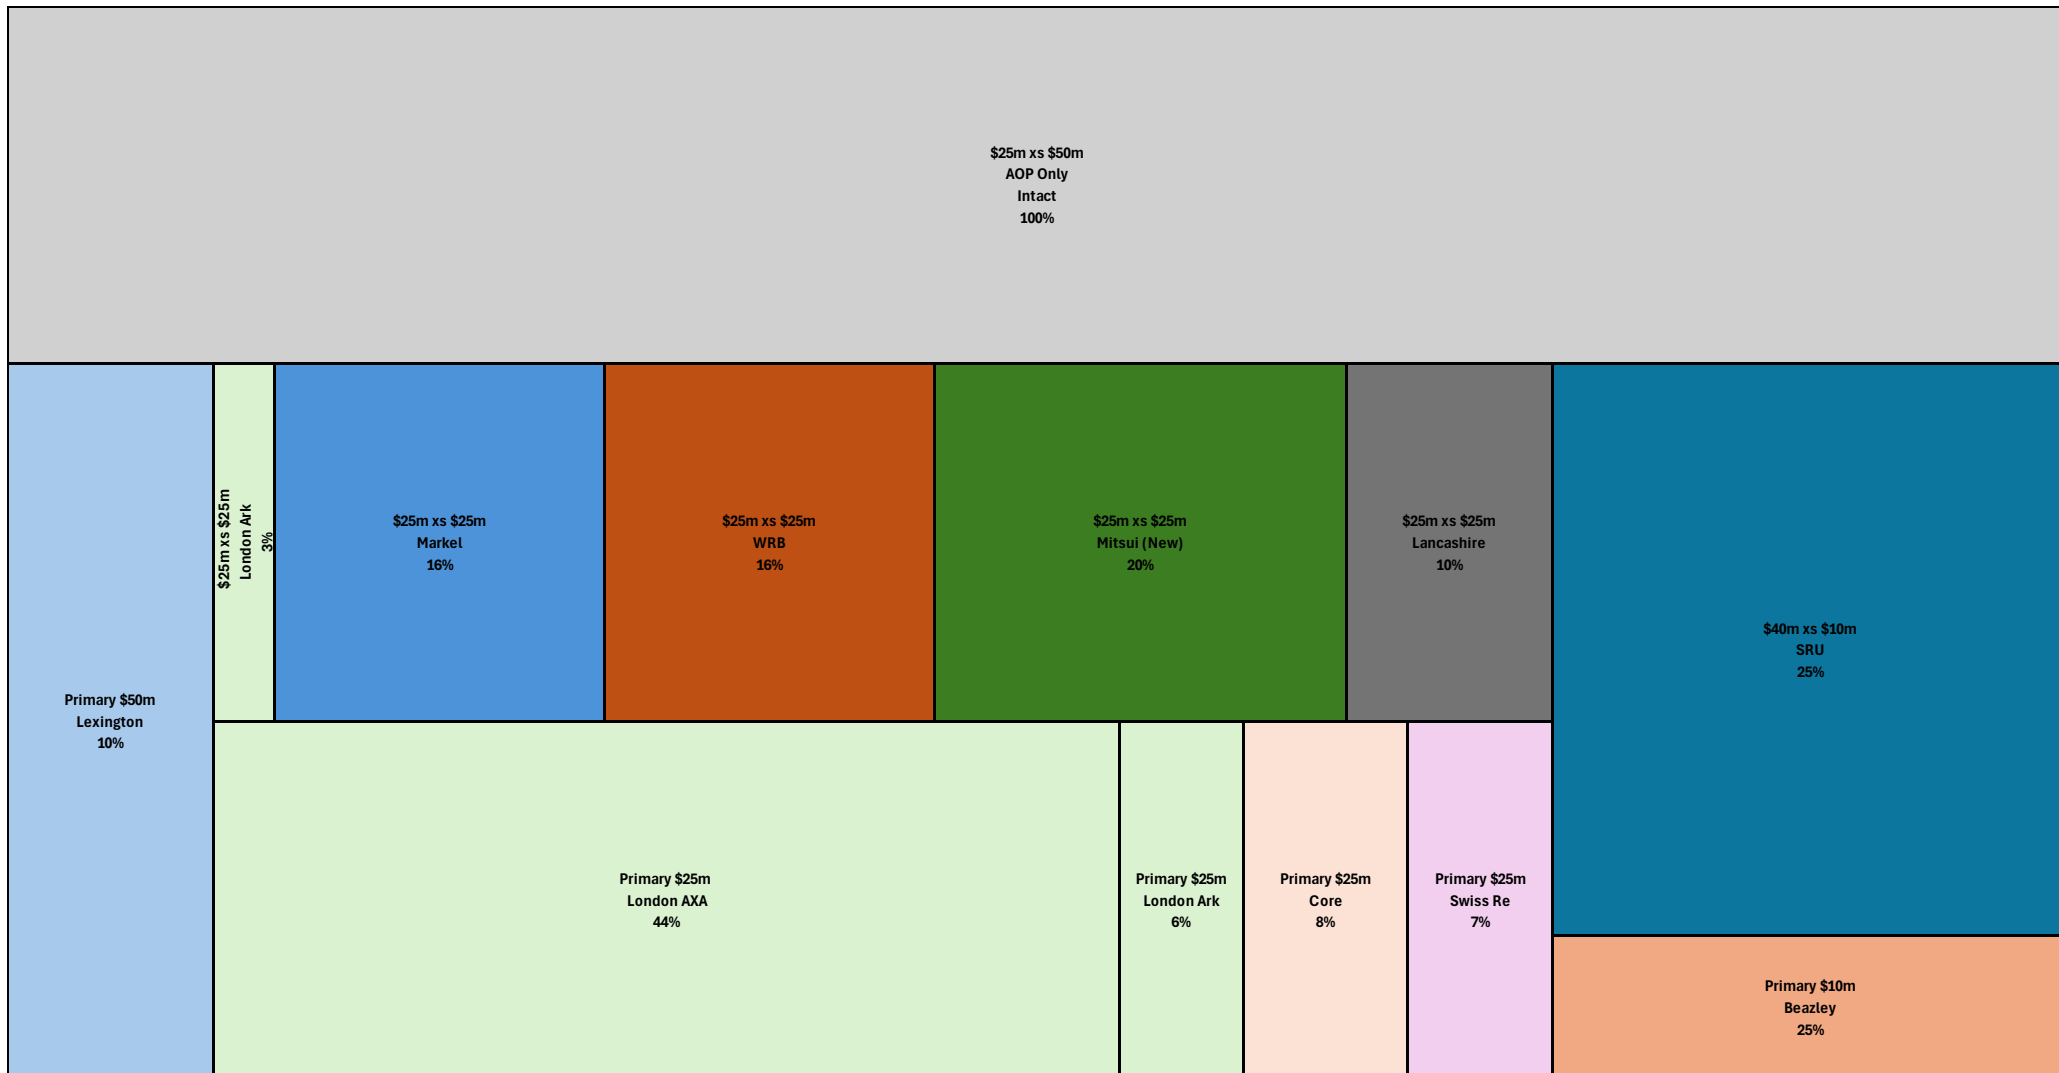 $25m xs $50m
AOP Only
Intact
100%
$25m xs $25m
London Ark
3%
$25m xs $25m
Markel
16%
$25m xs $25m
WRB
16%
$25m xs $25m
Mitsui (New)
20%
$25m xs $25m
Lancashire
10%
$40m xs $10m
SRU
25%
Primary $50m
Lexington
10%
Primary $25m
London AXA
44%
Primary $25m
London Ark
6%
Primary $25m
Core
8%
Primary $25m
Swiss Re
7%
Primary $10m
Beazley
25%